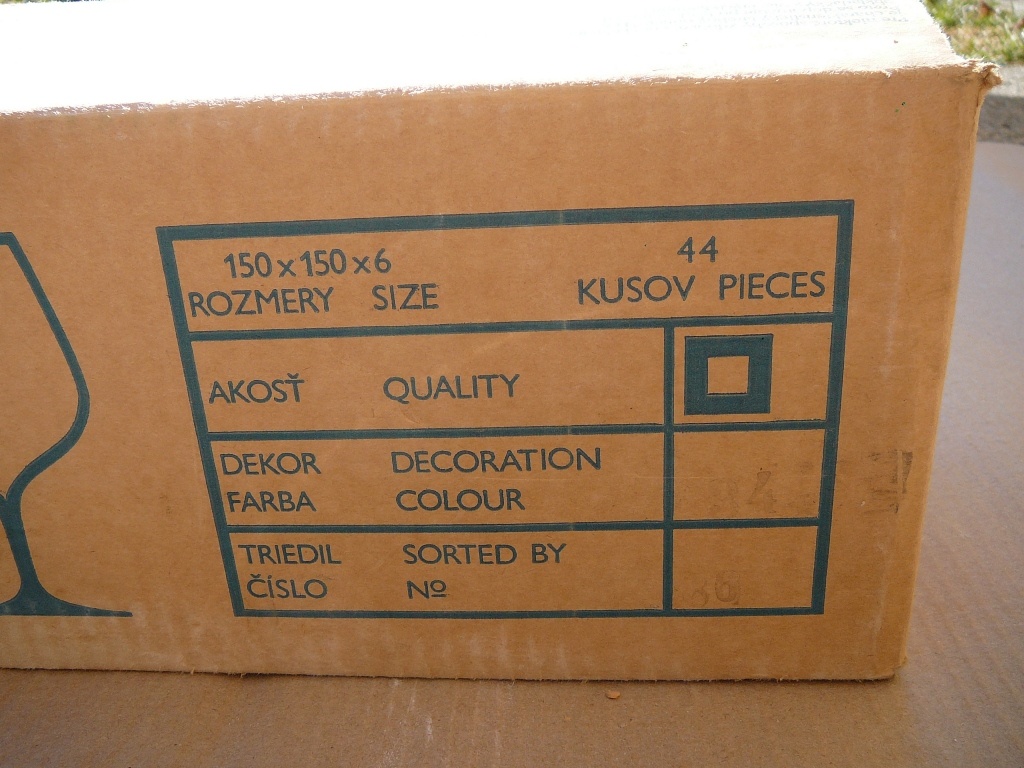 150 x 150 x 6 44
ROZMERY SIZE KUSOV PIECES
AKOSŤ QUALITY
DEKOR DECORATION
FARBA COLOUR
TRIEDIL SORTED BY
ČÍSLO Nº
36